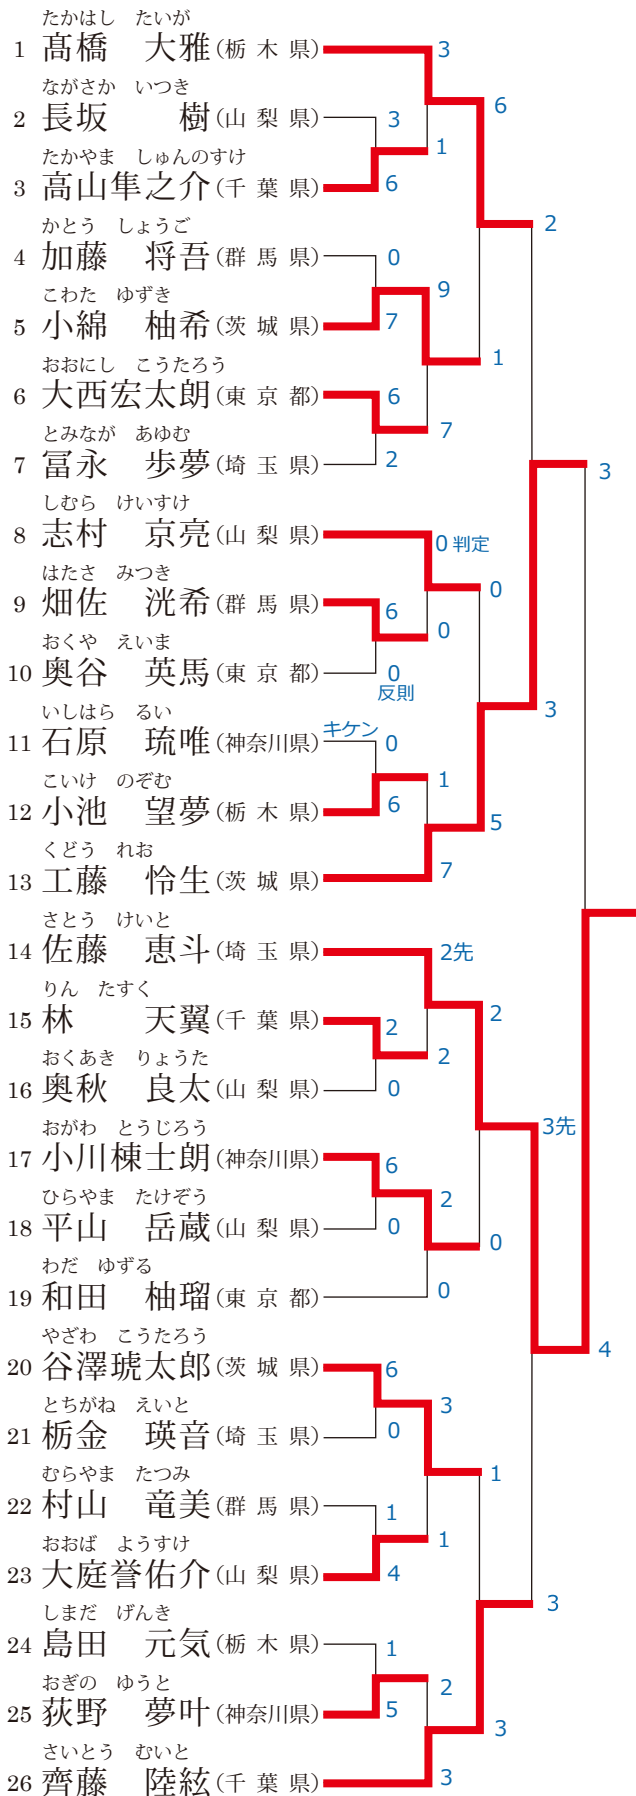 たかはし たいが
1 髙橋 大雅(栃木県) 3
ながさか いつき
6
2 長坂 樹(山梨県) 3
たかやま しゅんのすけ 1
3 高山隼之介(千葉県) 6
かとう しょうご 2
4 加藤 将吾(群馬県) 0
こわた ゆずき 9
5 小綿 柚希(茨城県) 7
おおにし こうたろう 1
6 大西宏太朗(東京都) 6
とみなが あゆむ 7
7 冨永 歩夢(埼玉県) 2
3
しむら けいすけ
8 志村 京亮(山梨県) 0 判定
はたさ みつき 0
9 畑佐 洸希(群馬県) 6
おくや えいま 0
10 奥谷 英馬(東京都) 0
反則
いしはら るい 3
11 石原 琉唯(神奈川県) キケン 0
こいけ のぞむ 1
12 小池 望夢(栃木県) 6
5
くどう れお
13 工藤 怜生(茨城県) 7
さとう けいと
14 佐藤 恵斗(埼玉県) 2先
りん たすく 2
15 林 天翼(千葉県) 2
おくあき りょうた 2
16 奥秋 良太(山梨県) 0
おがわ とうじろう 3先
17 小川棟士朗(神奈川県) 6
ひらやま たけぞう 2
18 平山 岳蔵(山梨県) 0
0
わだ ゆずる
19 和田 柚瑠(東京都) 0
やざわ こうたろう 4
20 谷澤琥太郎(茨城県) 6
とちがね えいと 3
21 栃金 瑛音(埼玉県) 0
むらやま たつみ 1
22 村山 竜美(群馬県) 1
おおば ようすけ 1
23 大庭誉佑介(山梨県) 4
しまだ げんき 3
24 島田 元気(栃木県) 1
おぎの ゆうと 2
25 荻野 夢叶(神奈川県) 5
3
さいとう むいと
26 齊藤 陸絃(千葉県) 3